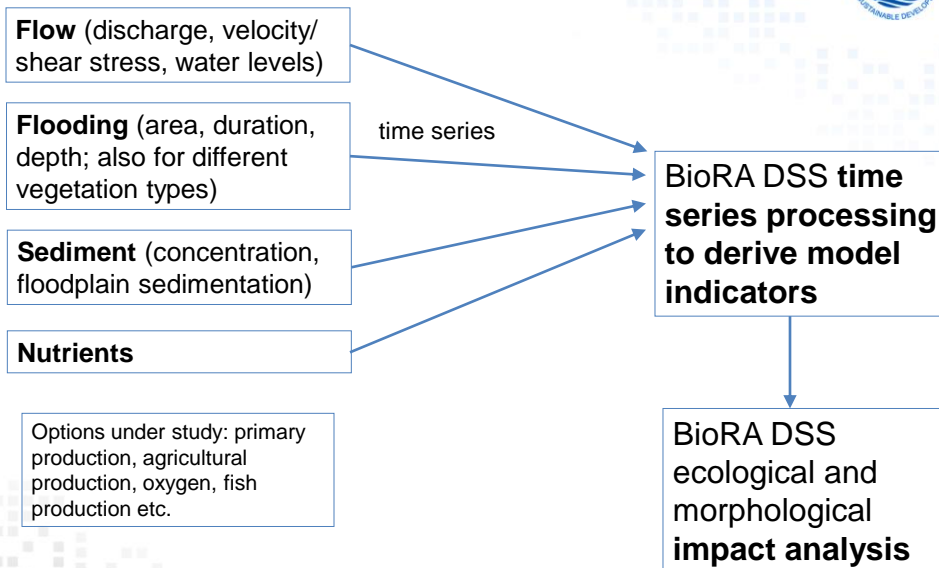 Flow (discharge, velocity/
shear stress, water levels)
Flooding (area, duration,
depth; also for different
vegetation types)
time series
Sediment (concentration,
floodplain sedimentation)
Nutrients
Options under study: primary
production, agricultural
production, oxygen, fish
production etc.
BioRA DSS time
series processing
to derive model
indicators
BioRA DSS
ecological and
morphological
impact analysis